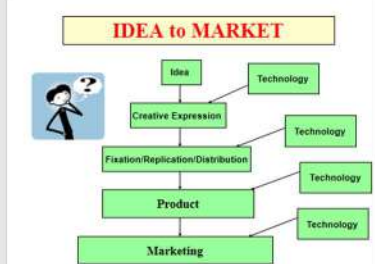 IDEA to MARKET
?
Idea
Technology
Creative Expression
Technology
Fixation/Replication/Distribution
Technology
Product
Technology
Marketing